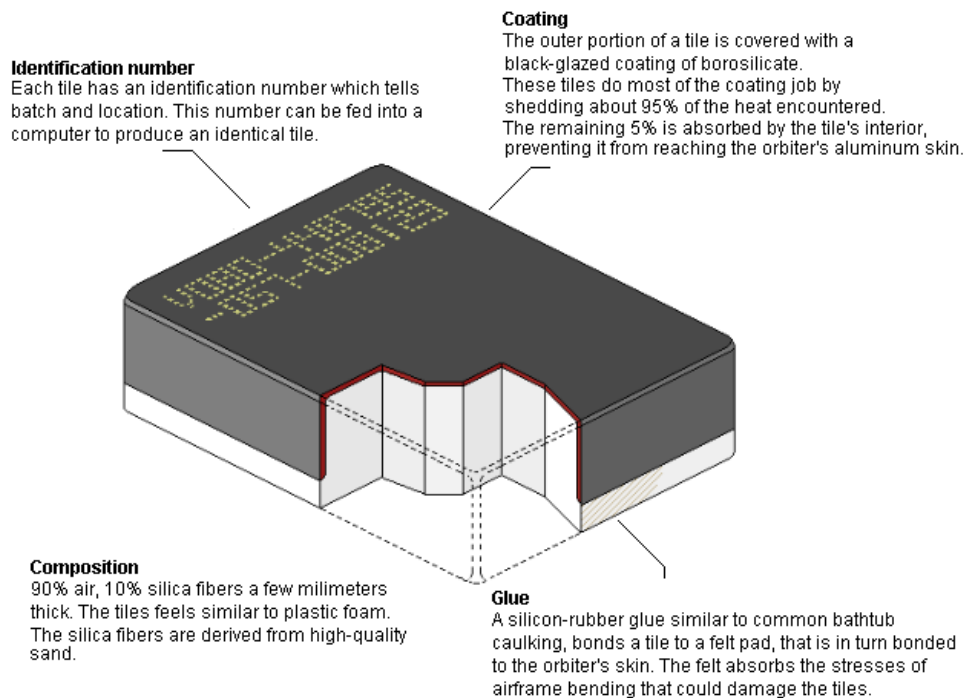 Coating
The outer portion of a tile is covered with a
black-glazed coating of borosilicate.
These tiles do most of the coating job by
shedding about 95% of the heat encountered.
The remaining 5% is absorbed by the tile's interior,
preventing it from reaching the orbiter's aluminum skin.
Identification number
Each tile has an identification number which tells
batch and location. This number can be fed into a
computer to produce an identical tile.
Composition
90% air, 10% silica fibers a few milimeters
thick. The tiles feels similar to plastic foam.
The silica fibers are derived from high-quality
sand.
Glue
A silicon-rubber glue similar to common bathtub
caulking, bonds a tile to a felt pad, that is in turn bonded
to the orbiter's skin. The felt absorbs the stresses of
airframe bending that could damage the tiles.